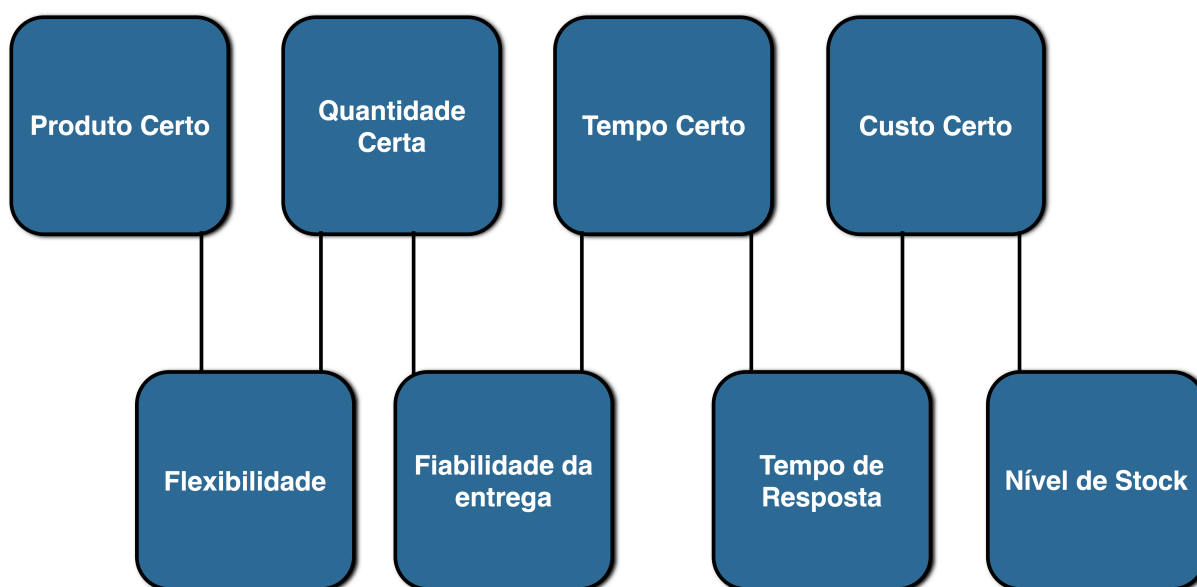 Produto Certo
Quantidade
Certa
Tempo Certo
Custo Certo
Flexibilidade
Fiabilidade da
entrega
Tempo de
Resposta
Nível de Stock